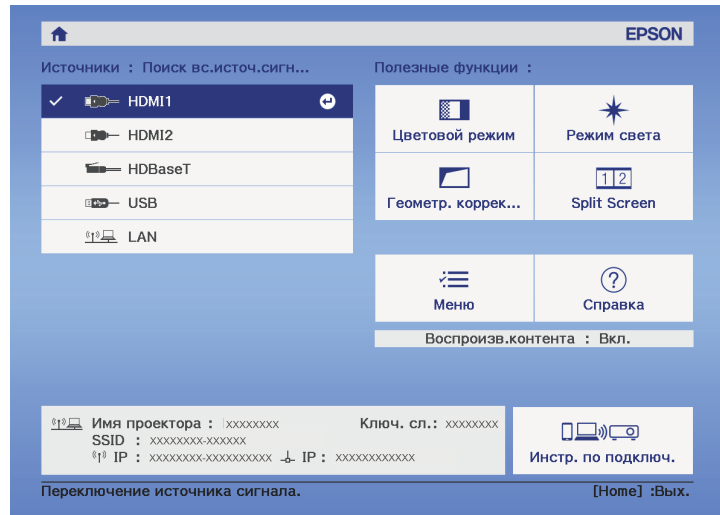 EPSON
Источники : Поиск вс.источ.сигн...
HDMI1
HDMI2
HDBaseT
USB
LAN
Полезные функции :
Цветовой режим
Режим света
Геометр. коррек...
1 2
Split Screen
Меню
?
Справка
Воспроизв.контента : Вкл.
Имя проектора : xxxxxxxx Ключ. сл.: xxxxxxxx
SSID : xxxxxxxx-xxxxxx
IP : xxxxxxxx-xxxxxxxxxx IP : xxxxxxxxxxxx
Инстр. по подключ.
Переключение источника сигнала. [Home] :Вых.